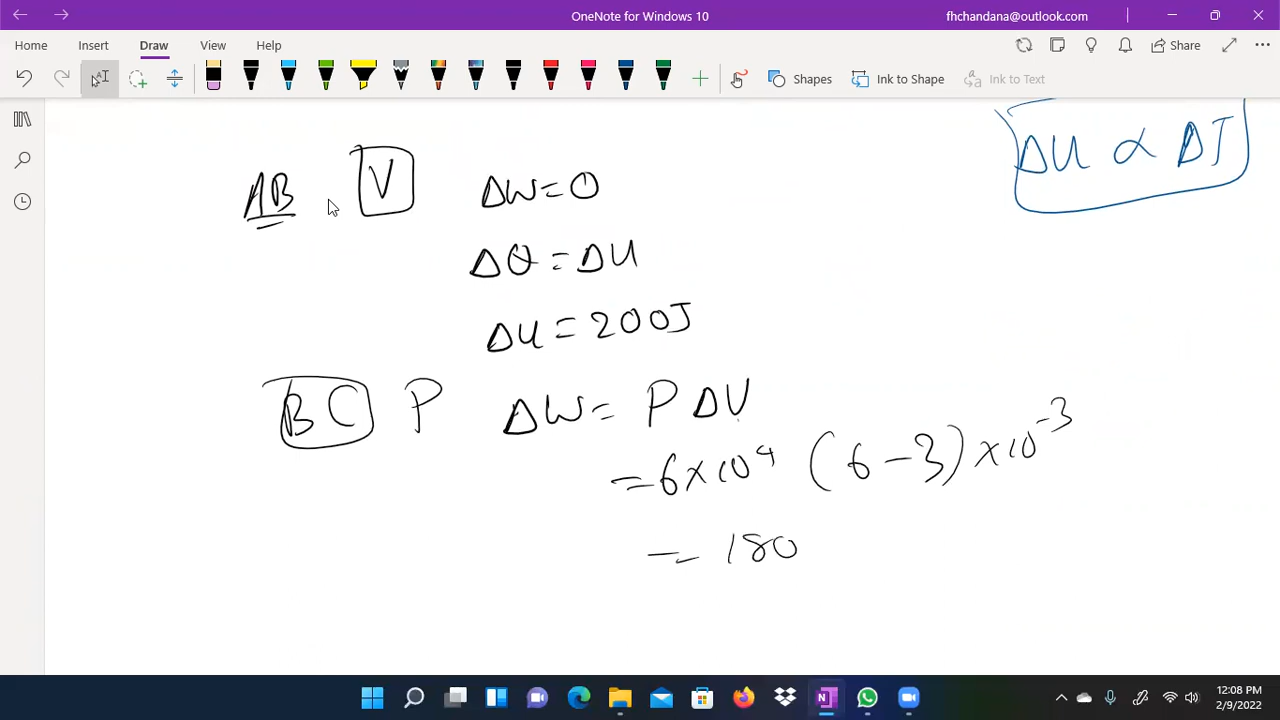 OneNote for Windows 10
fhchandana@outlook.com
Home Insert Draw View Help
Share
Shapes Ink to Shape Ink to Text
ΔU ∝ ΔT
AB V ΔW=0
ΔQ = ΔU
ΔU = 200J
BC P ΔW= PΔV
=6×10⁴ (6-3)×10⁻³
= 180
12:08 PM
2/9/2022